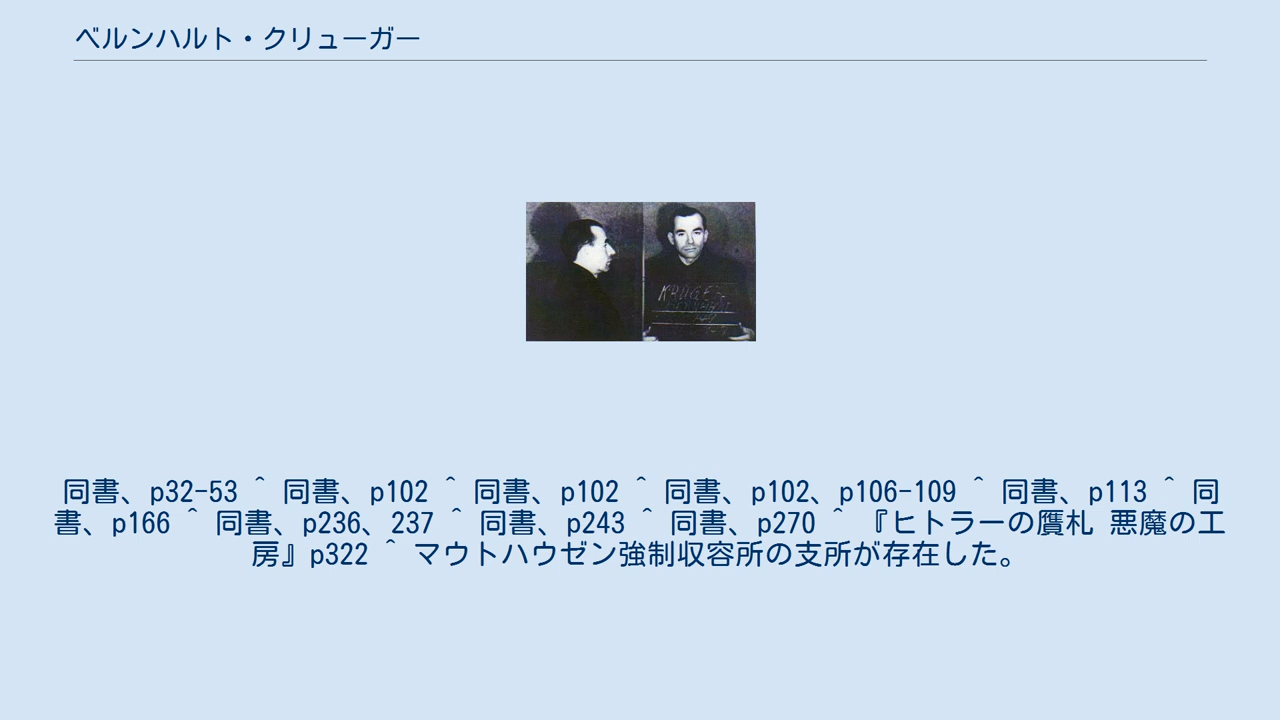 ベルンハルト・クリューガー
KRÜGER
同書、p32-53 ^ 同書、p102 ^ 同書、p102 ^ 同書、p102、p106-109 ^ 同書、p113 ^ 同
書、p166 ^ 同書、p236、237 ^ 同書、p243 ^ 同書、p270 ^ 『ヒトラーの贋札 悪魔の工
房』p322 ^ マウトハウゼン強制収容所の支所が存在した。